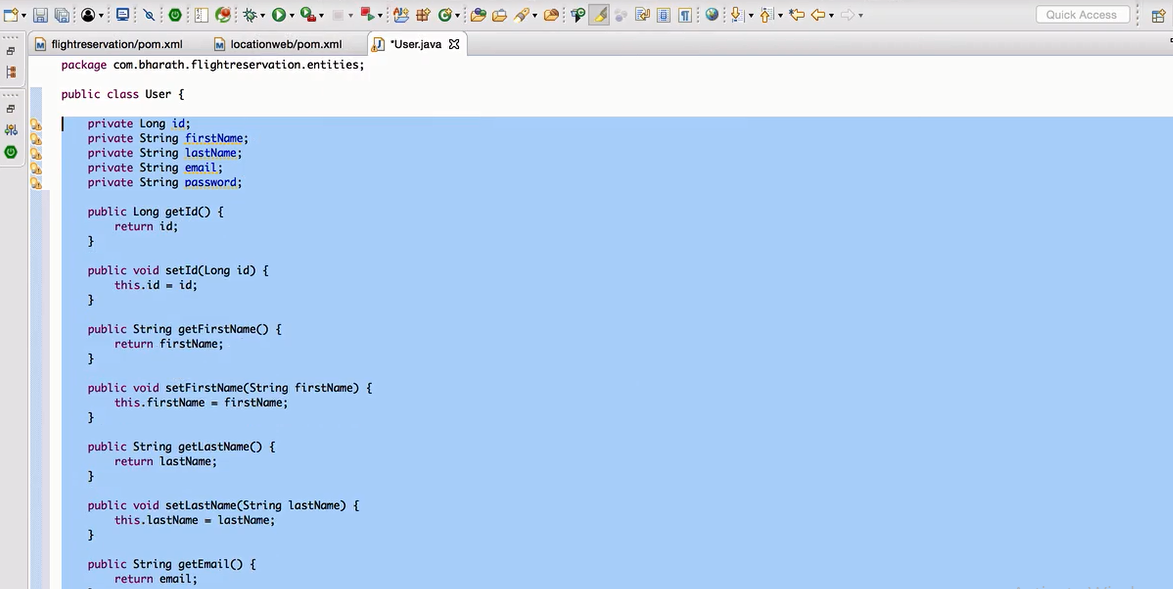 Quick Access
flightreservation/pom.xml
locationweb/pom.xml
*User.java
package com.bharath.flightreservation.entities;
public class User {
private Long id;
private String firstName;
private String lastName;
private String email;
private String password;
public Long getId() {
return id;
}
public void setId(Long id) {
this.id = id;
}
public String getFirstName() {
return firstName;
}
public void setFirstName(String firstName) {
this.firstName = firstName;
}
public String getLastName() {
return lastName;
}
public void setLastName(String lastName) {
this.lastName = lastName;
}
public String getEmail() {
return email;